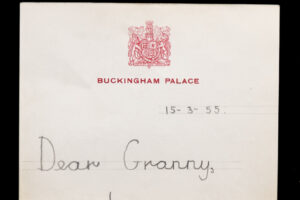 BUCKINGHAM PALACE
15-3-55.
Dear Granny,